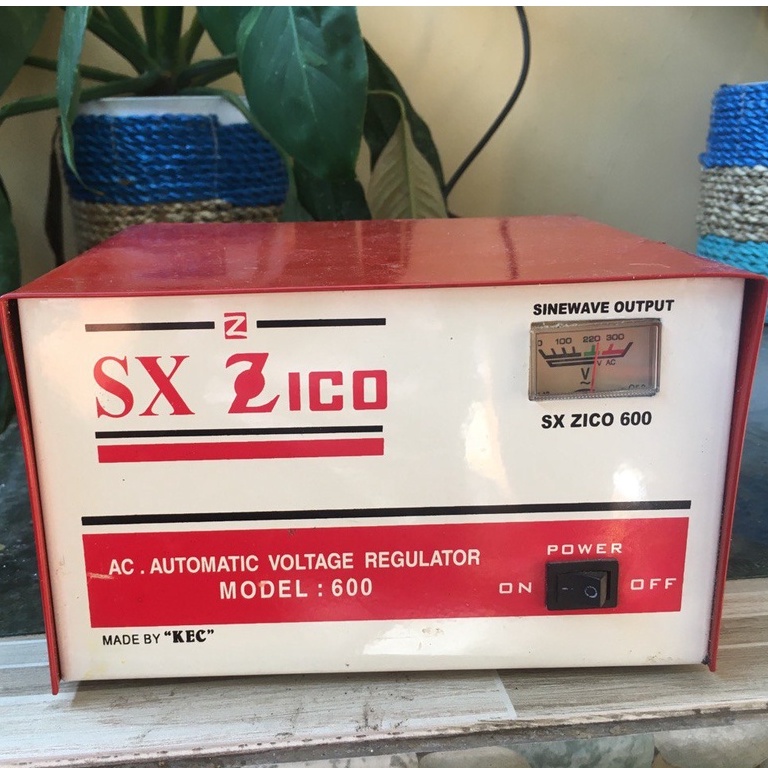 Z
SX ZICO
SINEWAVE OUTPUT
0 100 220 300
V AC
V
SX ZICO 600
AC . AUTOMATIC VOLTAGE REGULATOR
MODEL : 600
POWER
ON OFF
MADE BY "KEC"